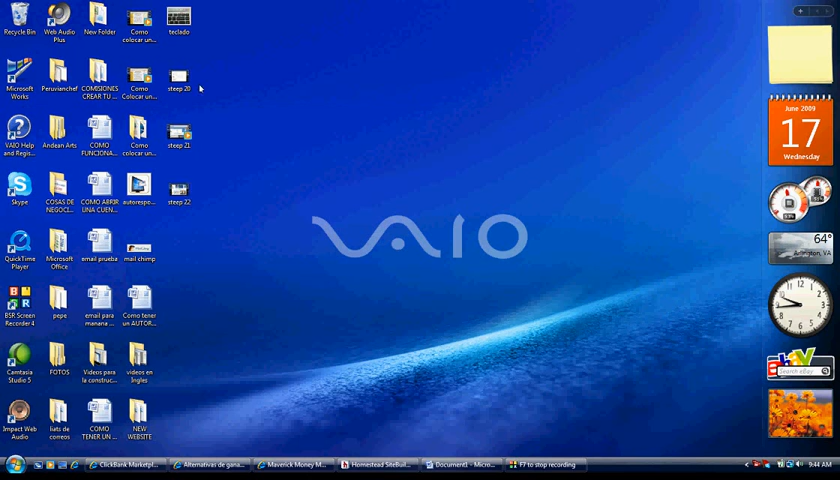 Recycle Bin
Web Audio
Plus
New Folder
Como
colocar un...
teclado
Microsoft
Works
Peruvianchef
COMISIONES
CREAR TU ...
Como
Colocar un...
steep 20
VAIO Help
and Regis...
Andean Arts
COMO
FUNCIONA...
Como
colocar un...
steep 21
Skype
COSAS DE
NEGOCI...
COMO ABRIR
UNA CUEN...
autorespo...
steep 22
QuickTime
Player
Microsoft
Office
email prueba
mail chimp
BSR Screen
Recorder 4
pepe
email para
manana ...
Como tener
un AUTOR...
Camtasia
Studio 5
FOTOS
Videos para
la construc...
videos en
Ingles
Impact Web
Audio
liets de
correos
COMO
TENER UN ...
NEW
WEBSITE
VAIO
June 2009
17
Wednesday
64°
Arlington, VA
ebay
Search eBay
ClickBank Marketpl...
Alternativas de gana...
Maverick Money M...
Homestead SiteBuil...
Document1 - Micro...
F7 to stop recording
9:44 AM